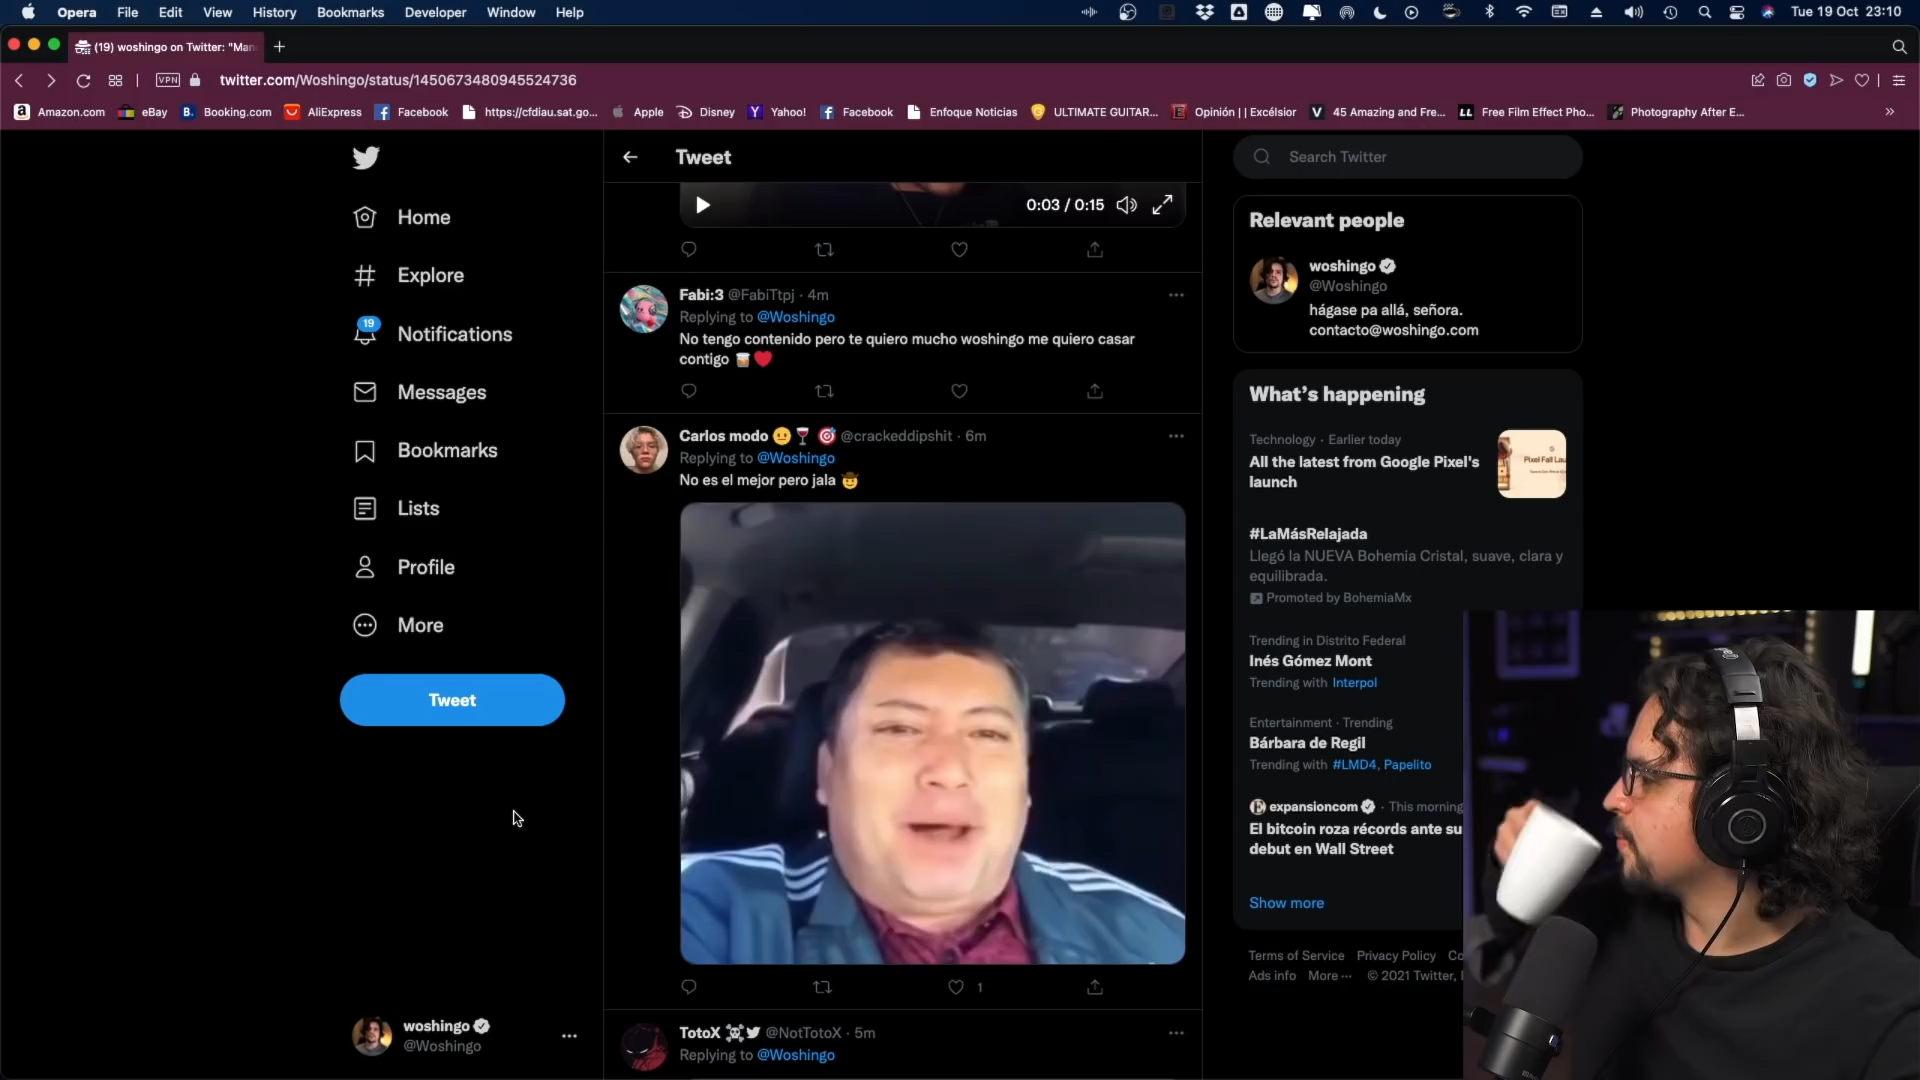 Opera File Edit View History Bookmarks Developer Window Help Tue 19 Oct 23:10
(19) woshingo on Twitter: "Man
VPN twitter.com/Woshingo/status/1450673480945524736
Amazon.com eBay Booking.com AliExpress Facebook https://cfdiau.sat.go... Apple Disney Yahoo! Facebook Enfoque Noticias ULTIMATE GUITAR... Opinión | | Excélsior 45 Amazing and Fre... Free Film Effect Pho... Photography After E...
Home
Explore
19
Notifications
Messages
Bookmarks
Lists
Profile
More
Tweet
woshingo
@Woshingo
Tweet
0:03 / 0:15
Fabi:3 @FabiTtpj · 4m
Replying to @Woshingo
No tengo contenido pero te quiero mucho woshingo me quiero casar
contigo 🥃❤️
Carlos modo 😐🍷🎯 @crackeddipshit · 6m
Replying to @Woshingo
No es el mejor pero jala 🤠
1
TotoX @NotTotoX · 5m
Replying to @Woshingo
Search Twitter
Relevant people
woshingo
@Woshingo
hágase pa allá, señora.
contacto@woshingo.com
What's happening
Technology · Earlier today
All the latest from Google Pixel's
launch
#LaMásRelajada
Llegó la NUEVA Bohemia Cristal, suave, clara y
equilibrada.
Promoted by BohemiaMx
Trending in Distrito Federal
Inés Gómez Mont
Trending with Interpol
Entertainment · Trending
Bárbara de Regil
Trending with #LMD4, Papelito
expansioncom · This morning
El bitcoin roza récords ante su
debut en Wall Street
Show more
Terms of Service Privacy Policy Co
Ads info More ··· © 2021 Twitter, I